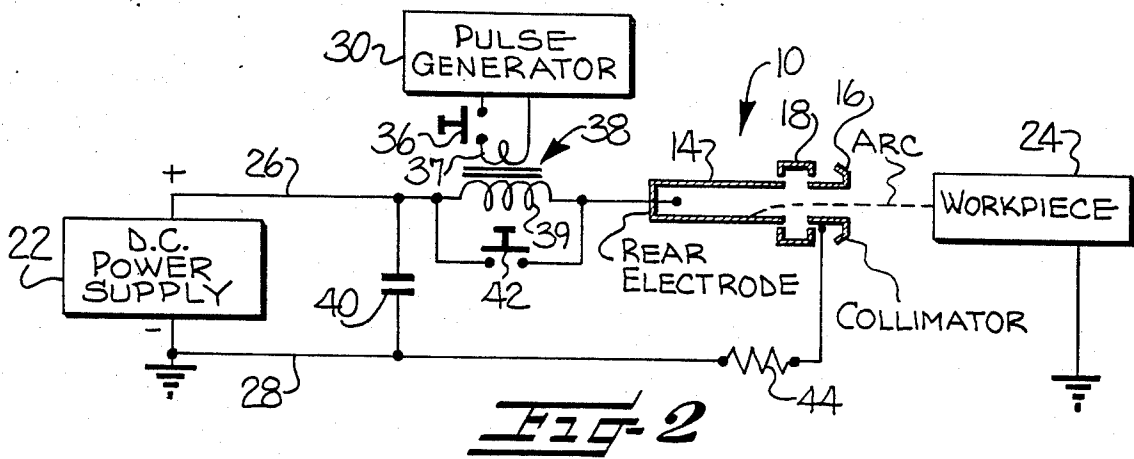 30
PULSE
GENERATOR
36
37
38
10
18
16
ARC
24
14
WORKPIECE
+
26
22
D.C.
POWER
SUPPLY
-
40
39
42
REAR
ELECTRODE
COLLIMATOR
28
44
Fig-2